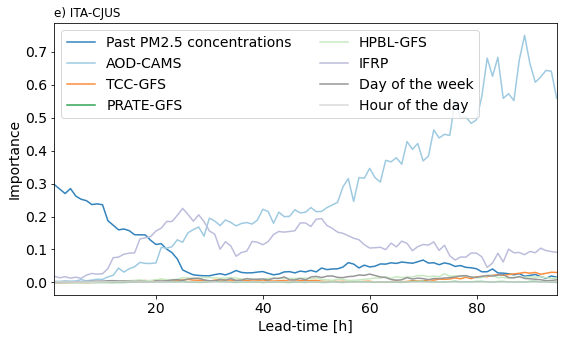 e) ITA-CJUS
Past PM2.5 concentrations
AOD-CAMS
TCC-GFS
PRATE-GFS
HPBL-GFS
IFRP
Day of the week
Hour of the day
Importance
0.7
0.6
0.5
0.4
0.3
0.2
0.1
0.0
20 40 60 80
Lead-time [h]